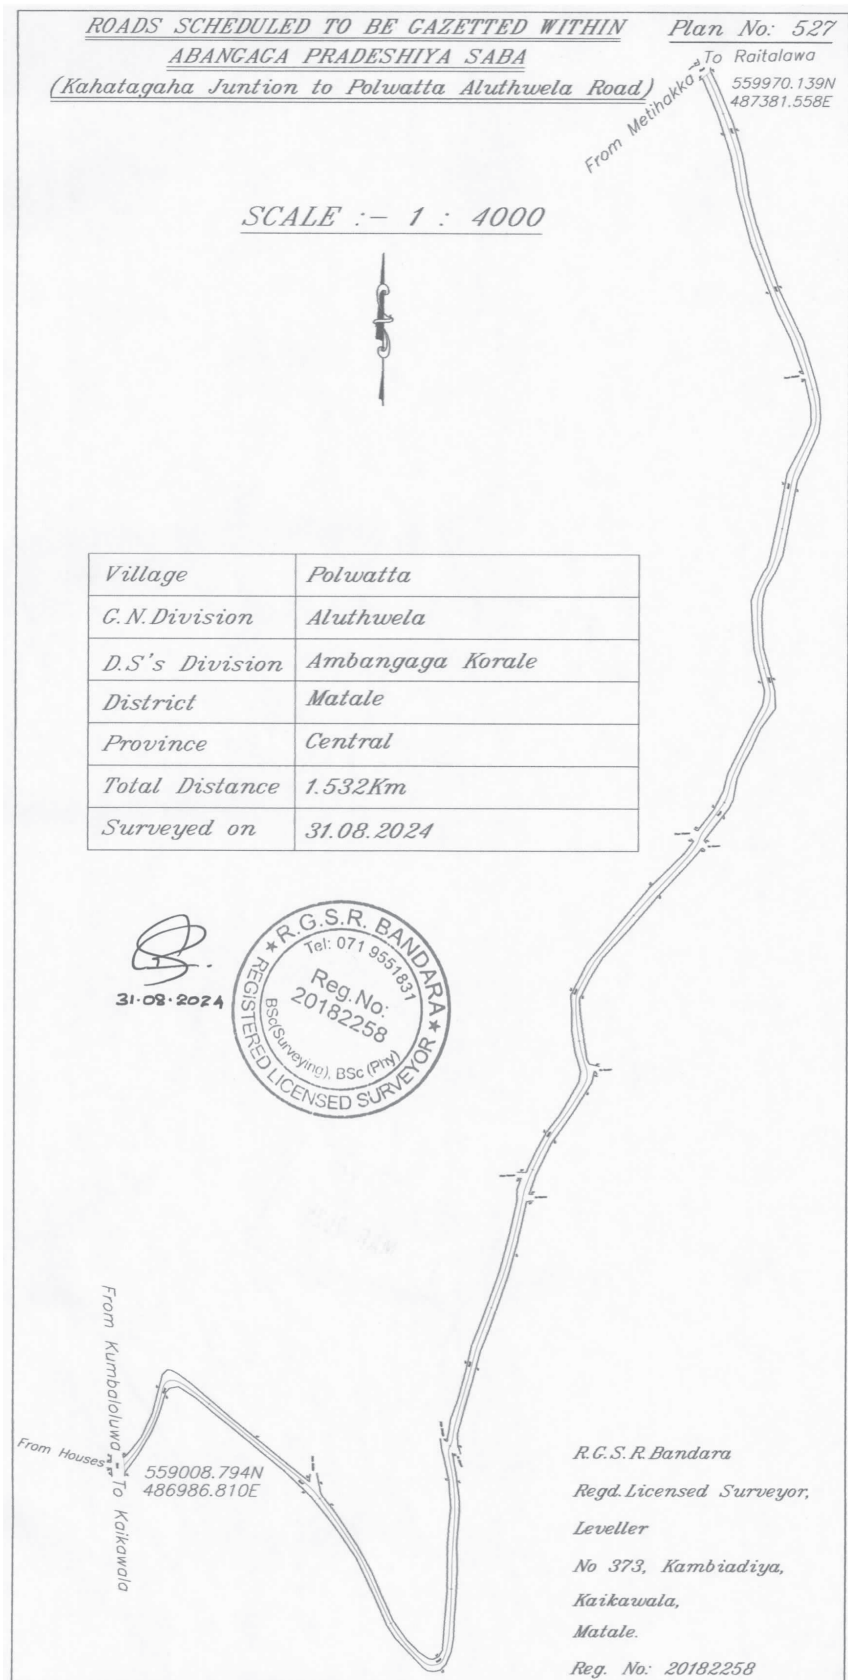 ROADS SCHEDULED TO BE GAZETTED WITHIN
ABANGAGA PRADESHIYA SABA
(Kahatagaha Juntion to Polwatta Aluthwela Road)
Plan No: 527
To Raitalawa
559970.139N
487381.558E
From Metihakka
SCALE :- 1 : 4000
Village Polwatta
G.N.Division Aluthwela
D.S's Division Ambangaga Korale
District Matale
Province Central
Total Distance 1.532Km
Surveyed on 31.08.2024
31.08.2024
★ R.G.S.R. BANDARA ★
Tel: 071 9551831
Reg.No:
20182258
BSc(Surveying), BSc (Phy)
REGISTERED LICENSED SURVEYOR
From Kumbaloluwa - To Kaikawala
From Houses
559008.794N
486986.810E
R.G.S.R.Bandara
Regd.Licensed Surveyor,
Leveller
No 373, Kambiadiya,
Kaikawala,
Matale.
Reg. No: 20182258